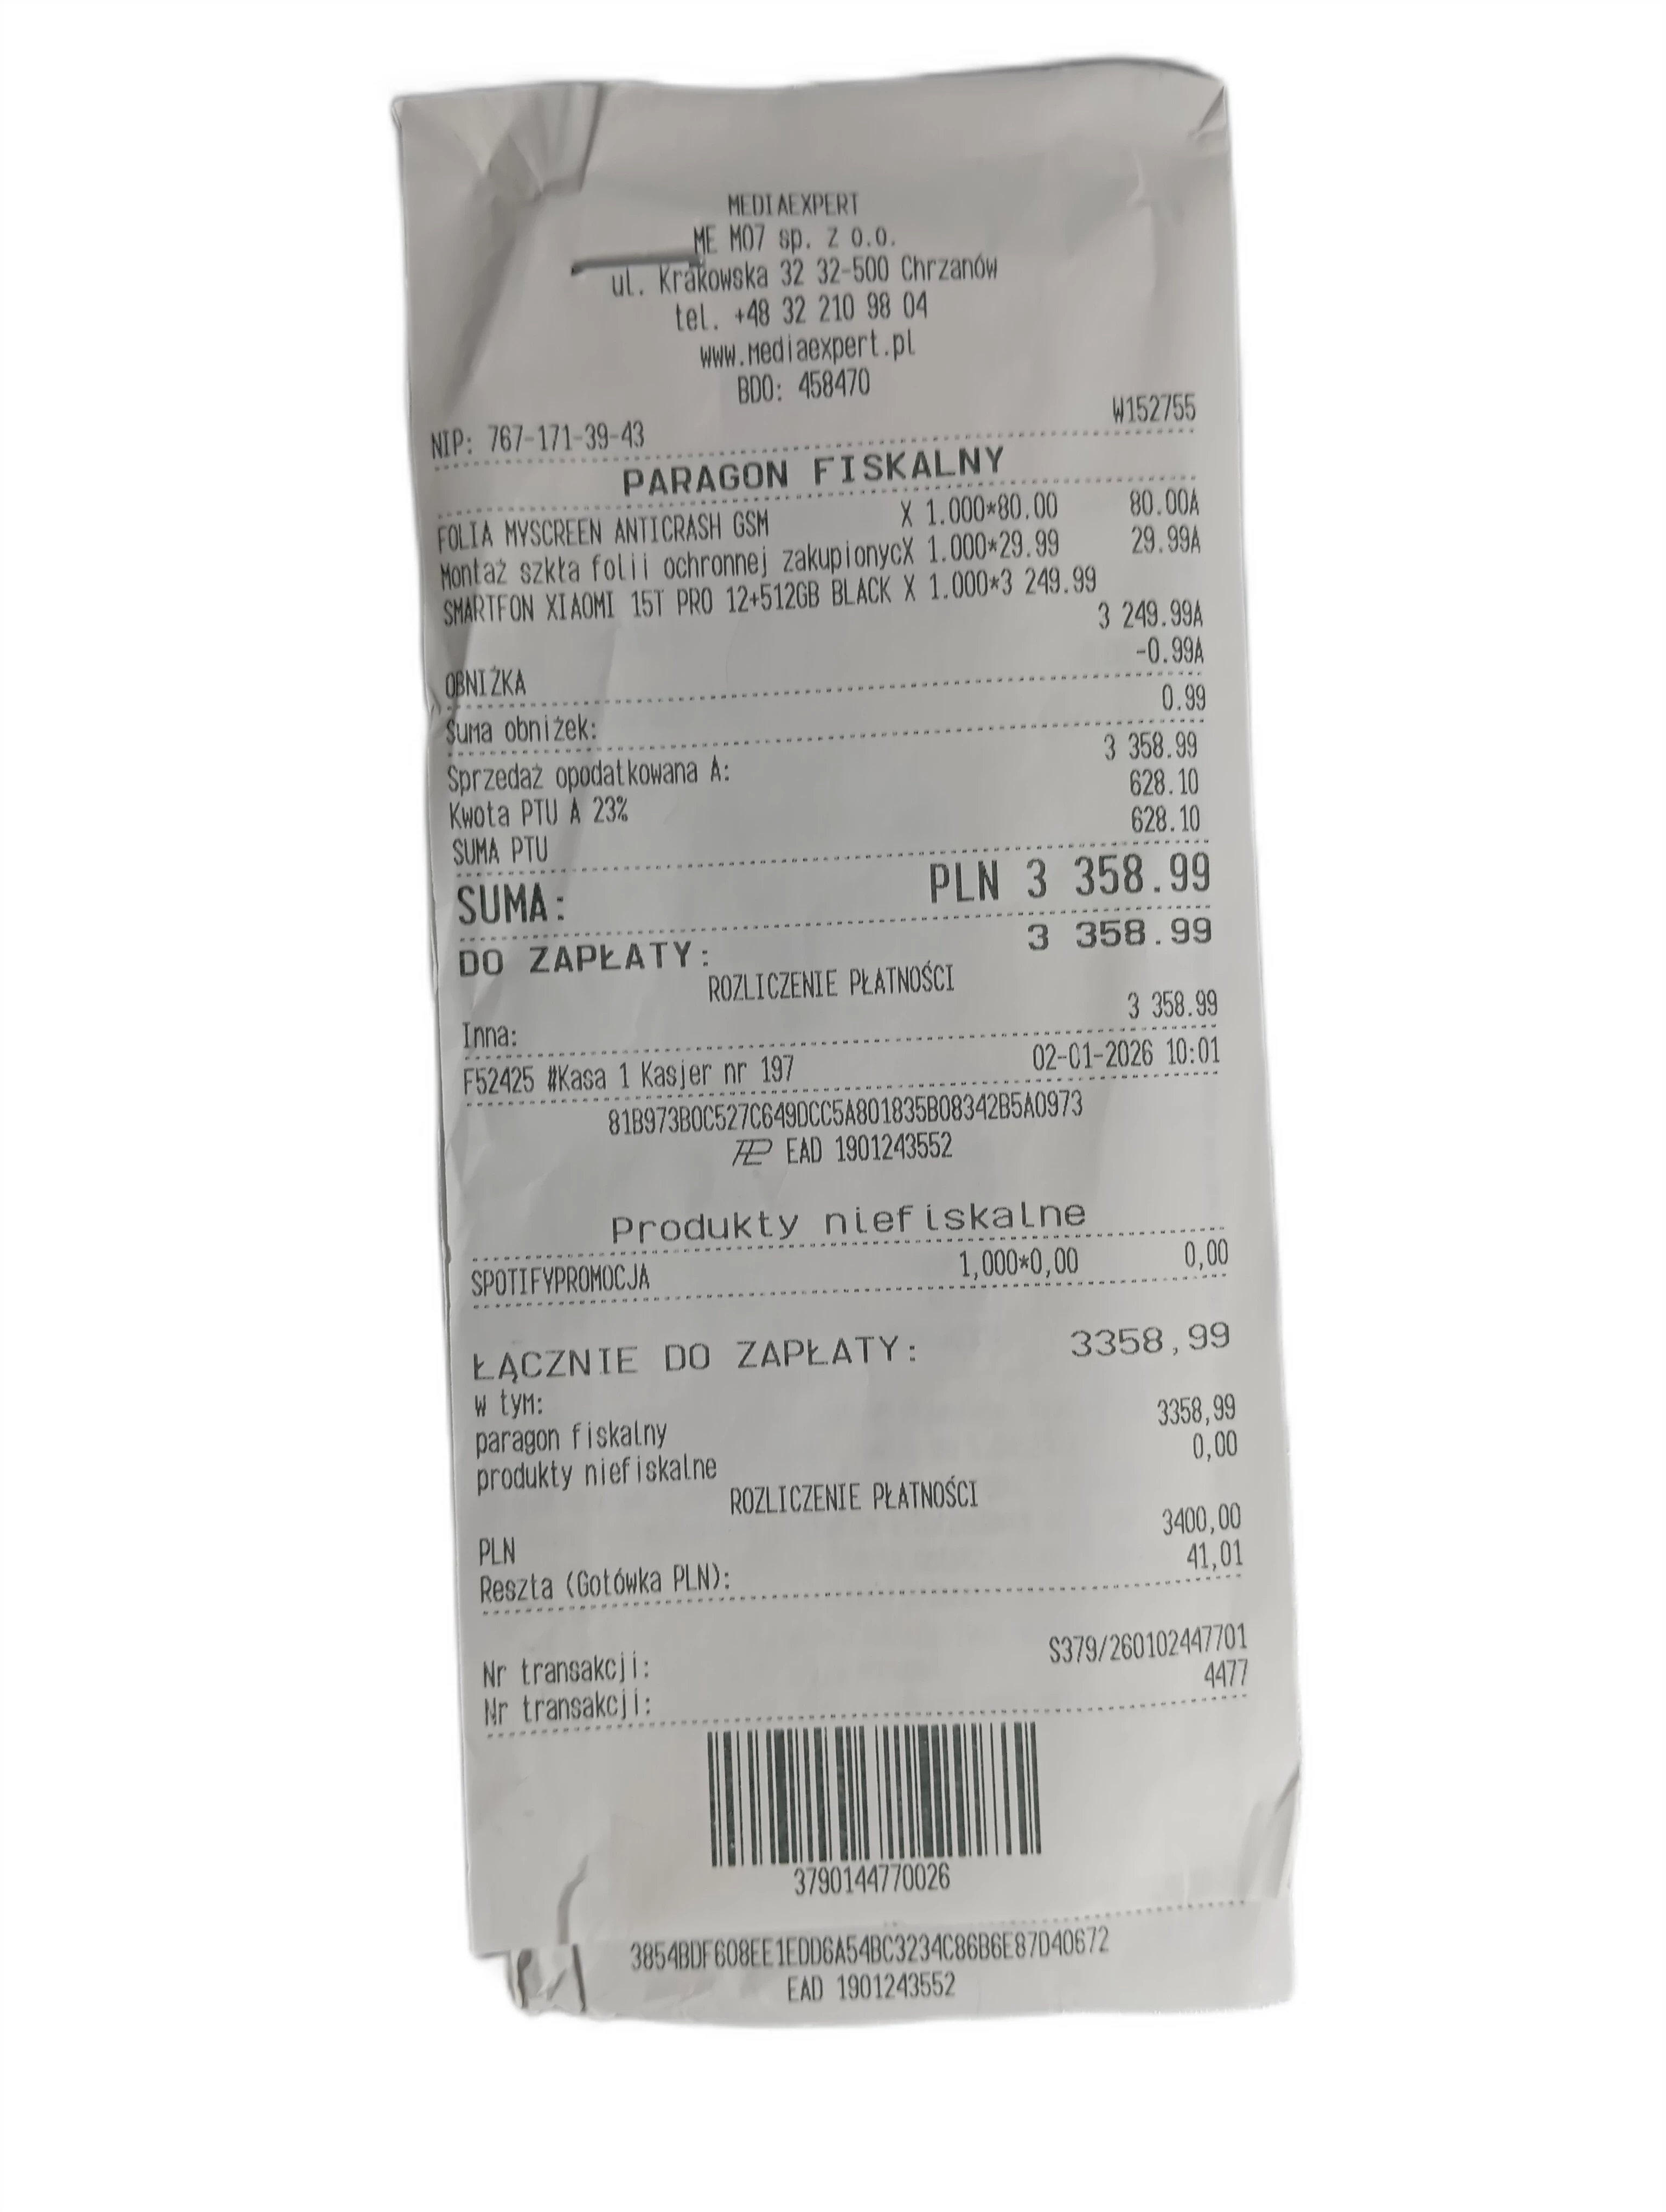 MEDIAEXPERT
ME M07 sp. z o.o.
ul. Krakowska 32 32-500 Chrzanów
tel. +48 32 210 98 04
www.mediaexpert.pl
BDO: 458470
NIP: 767-171-39-43 W152755
PARAGON FISKALNY
FOLIA MYSCREEN ANTICRASH GSM X 1.000*80.00 80.00A
Montaż szkła folii ochronnej zakupionycX 1.000*29.99 29.99A
SMARTFON XIAOMI 15T PRO 12+512GB BLACK X 1.000*3 249.99
3 249.99A
OBNIŻKA -0.99A
Suma obniżek: 0.99
Sprzedaż opodatkowana A: 3 358.99
Kwota PTU A 23% 628.10
SUMA PTU 628.10
SUMA: PLN 3 358.99
DO ZAPŁATY: 3 358.99
ROZLICZENIE PŁATNOŚCI
Inna: 3 358.99
F52425 #Kasa 1 Kasjer nr 197 02-01-2026 10:01
81B973B0C527C649DCC5A801835B08342B5A0973
EAD 1901243552
Produkty niefiskalne
SPOTIFYPROMOCJA 1,000*0,00 0,00
ŁĄCZNIE DO ZAPŁATY: 3358,99
w tym:
paragon fiskalny 3358,99
produkty niefiskalne 0,00
ROZLICZENIE PŁATNOŚCI
PLN 3400,00
Reszta (Gotówka PLN): 41,01
Nr transakcji: S379/260102447701
Nr transakcji: 4477
3790144770026
3854BDF608EE1EDD6A54BC3234C86B6E87D40672
EAD 1901243552